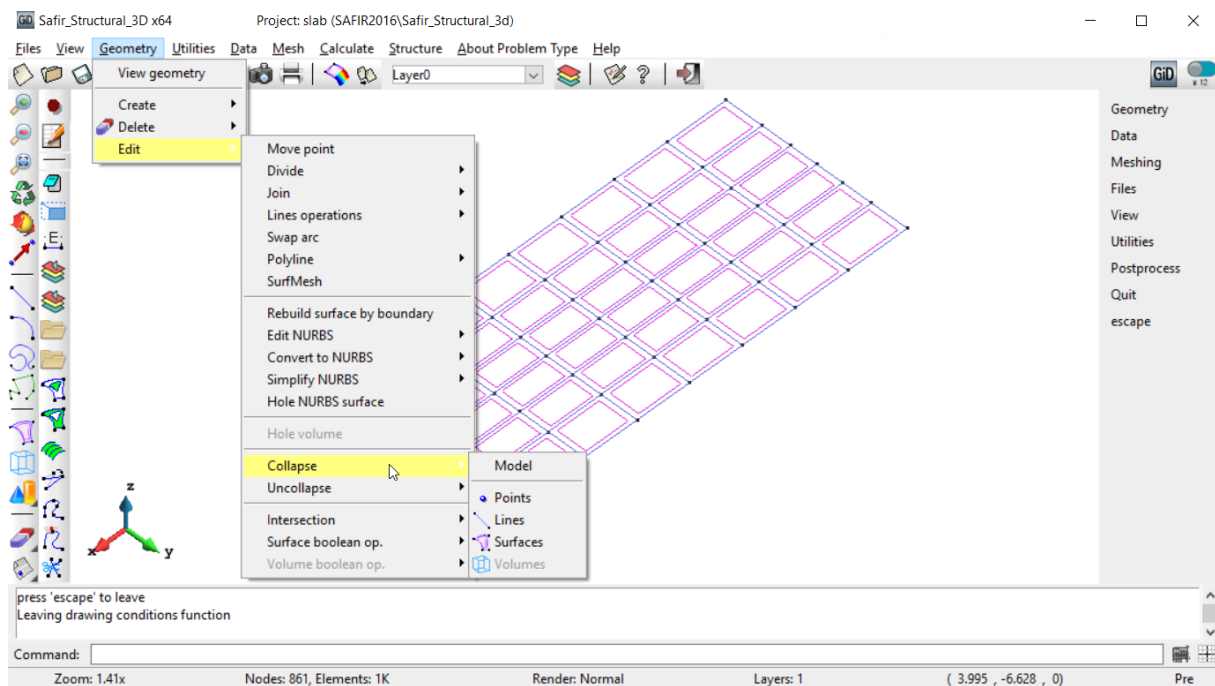 Safir_Structural_3D x64 Project: slab (SAFIR2016\Safir_Structural_3d)
Files View Geometry Utilities Data Mesh Calculate Structure About Problem Type Help
Layer0
GiD
v 12
View geometry
Create
Delete
Edit
Move point
Divide
Join
Lines operations
Swap arc
Polyline
SurfMesh
Rebuild surface by boundary
Edit NURBS
Convert to NURBS
Simplify NURBS
Hole NURBS surface
Hole volume
Collapse
Uncollapse
Intersection
Surface boolean op.
Volume boolean op.
Model
Points
Lines
Surfaces
Volumes
Geometry
Data
Meshing
Files
View
Utilities
Postprocess
Quit
escape
E
z
x
y
press 'escape' to leave
Leaving drawing conditions function
Command:
Zoom: 1.41x Nodes: 861, Elements: 1K Render: Normal Layers: 1 ( 3.995 , -6.628 , 0) Pre